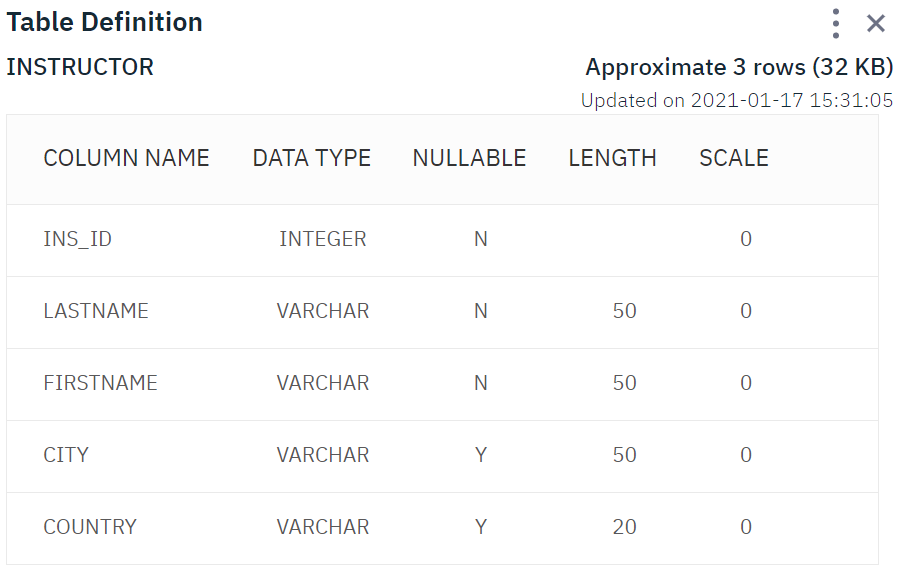 Table Definition
INSTRUCTOR
Approximate 3 rows (32 KB)
Updated on 2021-01-17 15:31:05
COLUMN NAME DATA TYPE NULLABLE LENGTH SCALE
INS_ID INTEGER N 0
LASTNAME VARCHAR N 50 0
FIRSTNAME VARCHAR N 50 0
CITY VARCHAR Y 50 0
COUNTRY VARCHAR Y 20 0